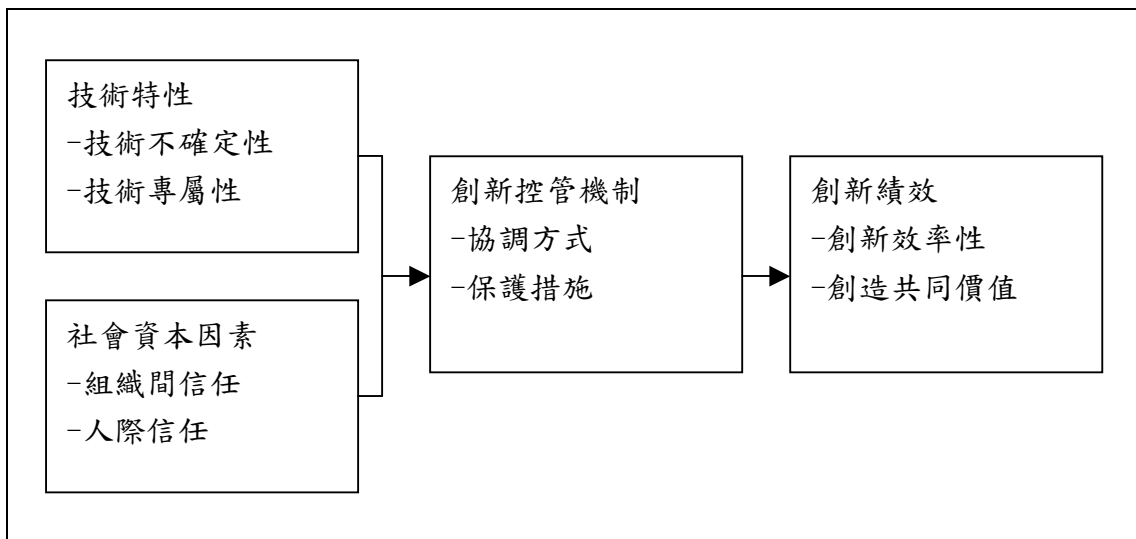 技術特性
-技術不確定性
-技術專屬性
社會資本因素
-組織間信任
-人際信任
創新控管機制
-協調方式
-保護措施
創新績效
-創新效率性
-創造共同價值